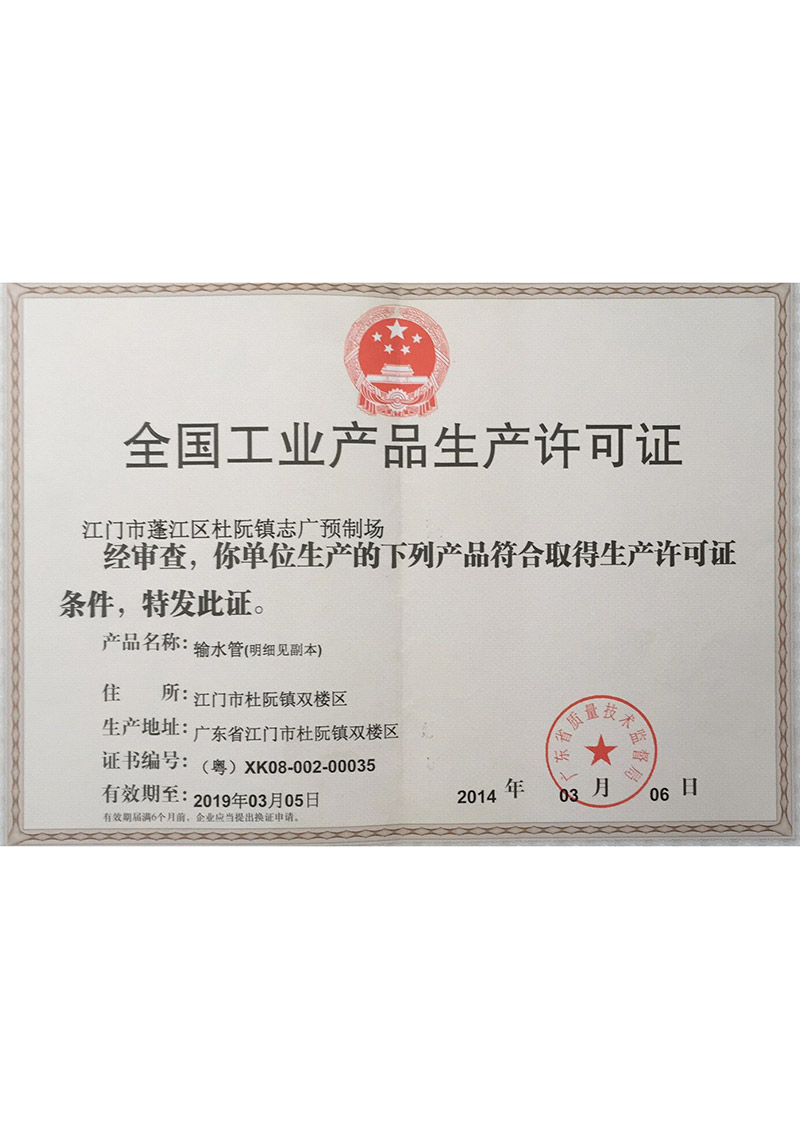 全国工业产品生产许可证
江门市蓬江区杜阮镇志广预制场
经审查，你单位生产的下列产品符合取得生产许可证
条件，特发此证。
产品名称：输水管(明细见副本)
住　　所：江门市杜阮镇双楼区
生产地址：广东省江门市杜阮镇双楼区
证书编号：（粤）XK08-002-00035
有效期至：2019年03月05日
有效期届满6个月前，企业应当提出换证申请。
广东省质量技术监督局
2014 年 03 月 06 日